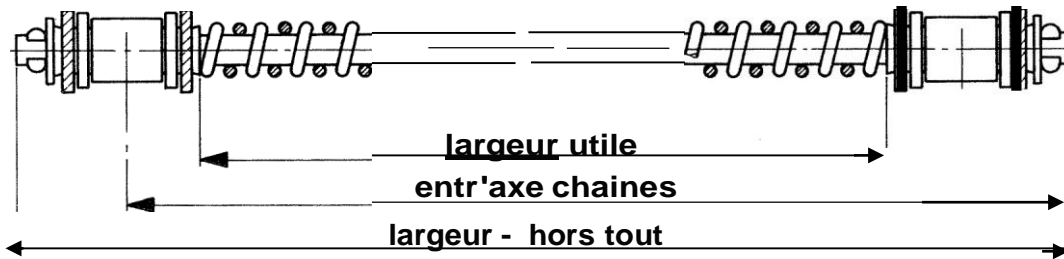 largeur utile
entr'axe chaines
largeur - hors tout